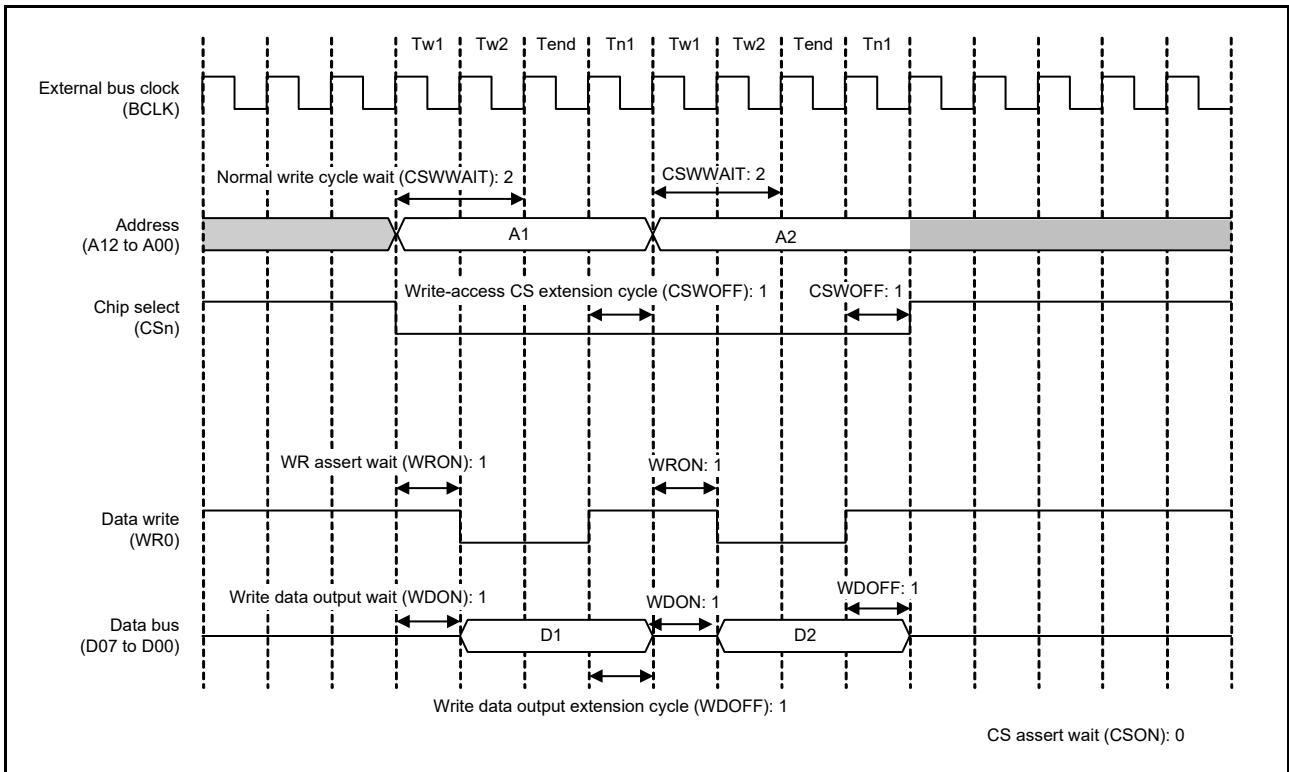 Tw1 Tw2 Tend Tn1 Tw1 Tw2 Tend Tn1
External bus clock
(BCLK)
Normal write cycle wait (CSWWAIT): 2
CSWWAIT: 2
Address
(A12 to A00)
A1
A2
Write-access CS extension cycle (CSWOFF): 1
CSWOFF: 1
Chip select
(CSn)
WR assert wait (WRON): 1
WRON: 1
Data write
(WR0)
Write data output wait (WDON): 1
WDON: 1
WDOFF: 1
Data bus
(D07 to D00)
D1
D2
Write data output extension cycle (WDOFF): 1
CS assert wait (CSON): 0